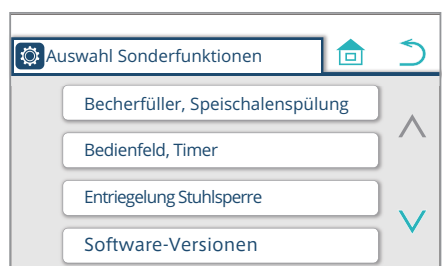 Auswahl Sonderfunktionen
Becherfüller, Speischalenspülung
Bedienfeld, Timer
Entriegelung Stuhlsperre
Software-Versionen